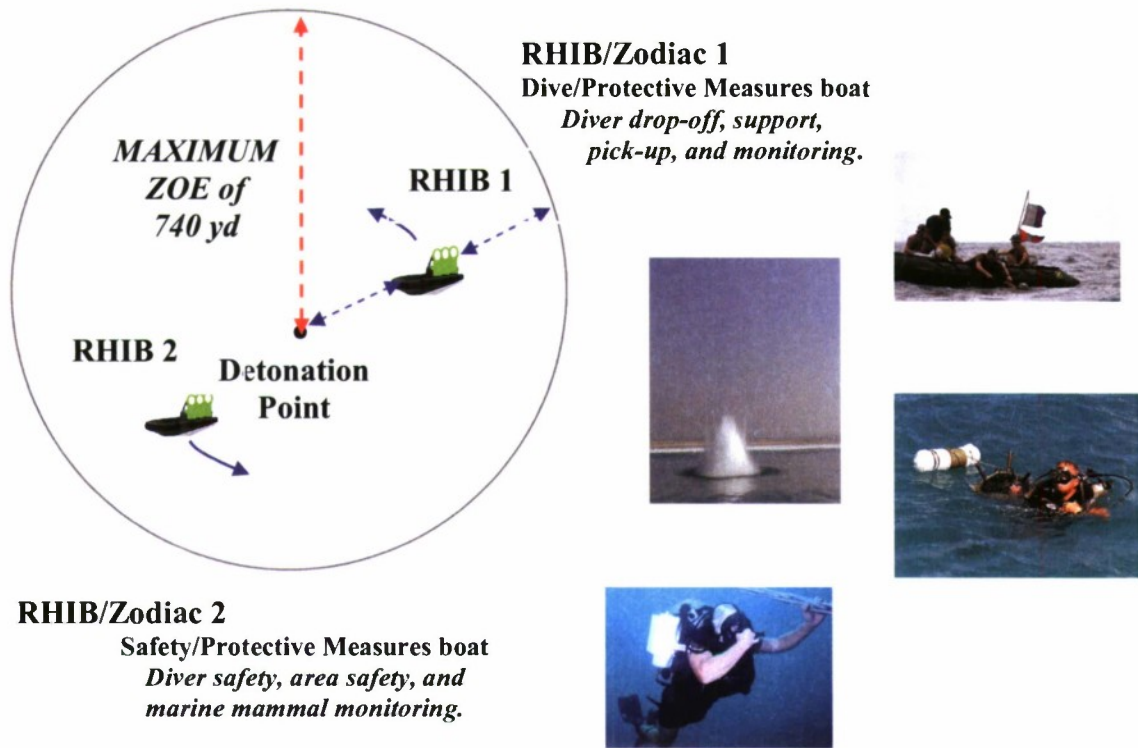 RHIB/Zodiac 1
Dive/Protective Measures boat
Diver drop-off, support,
pick-up, and monitoring.
MAXIMUM
ZOE of
740 yd
RHIB 1
RHIB 2
Detonation
Point
RHIB/Zodiac 2
Safety/Protective Measures boat
Diver safety, area safety, and
marine mammal monitoring.